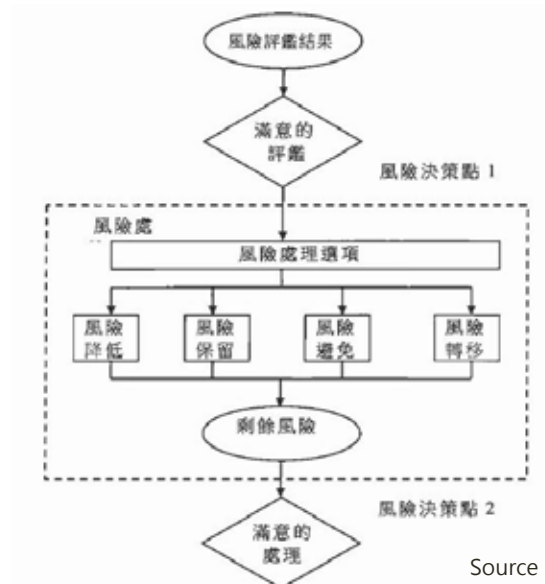 風險評鑑結果
滿意的
評鑑
風險決策點 1
風險處
風險處理選項
風險
降低
風險
保留
風險
避免
風險
轉移
剩餘風險
風險決策點 2
滿意的
處理
Source